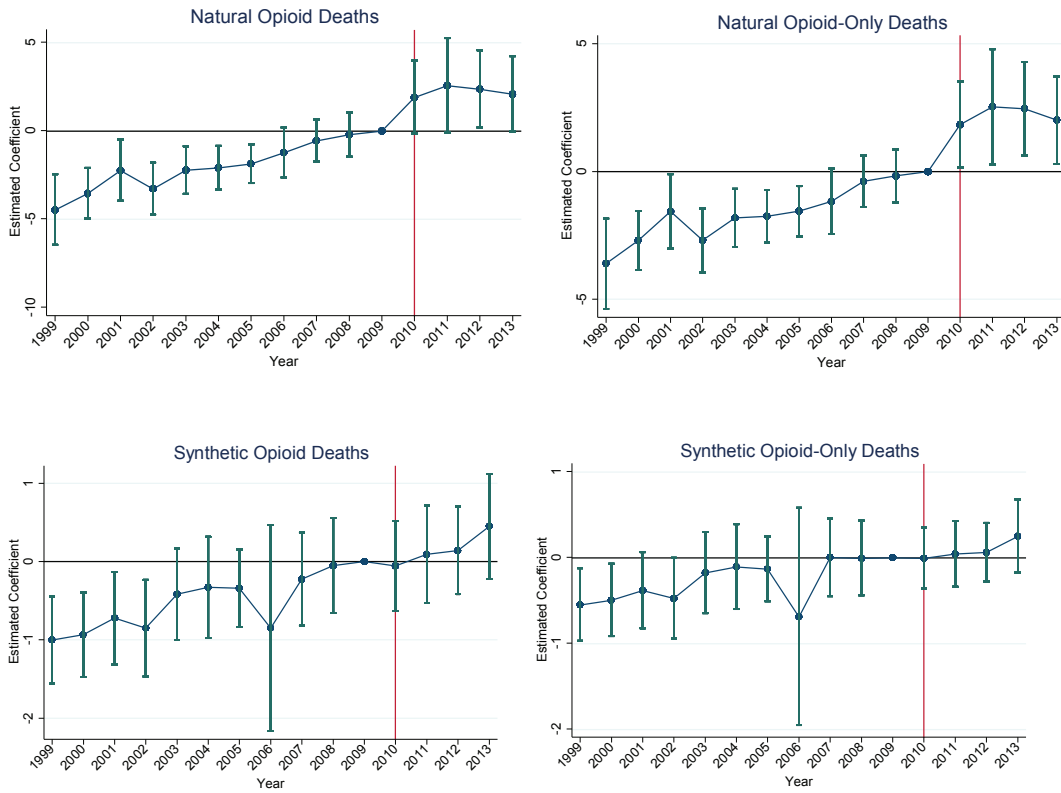 Natural Opioid Deaths
Estimated Coefficient
5
0
-5
-10
1999 2000 2001 2002 2003 2004 2005 2006 2007 2008 2009 2010 2011 2012 2013
Year
Natural Opioid-Only Deaths
Estimated Coefficient
5
0
-5
1999 2000 2001 2002 2003 2004 2005 2006 2007 2008 2009 2010 2011 2012 2013
Year
Synthetic Opioid Deaths
Estimated Coefficient
1
0
-1
-2
1999 2000 2001 2002 2003 2004 2005 2006 2007 2008 2009 2010 2011 2012 2013
Year
Synthetic Opioid-Only Deaths
Estimated Coefficient
1
0
-1
-2
1999 2000 2001 2002 2003 2004 2005 2006 2007 2008 2009 2010 2011 2012 2013
Year